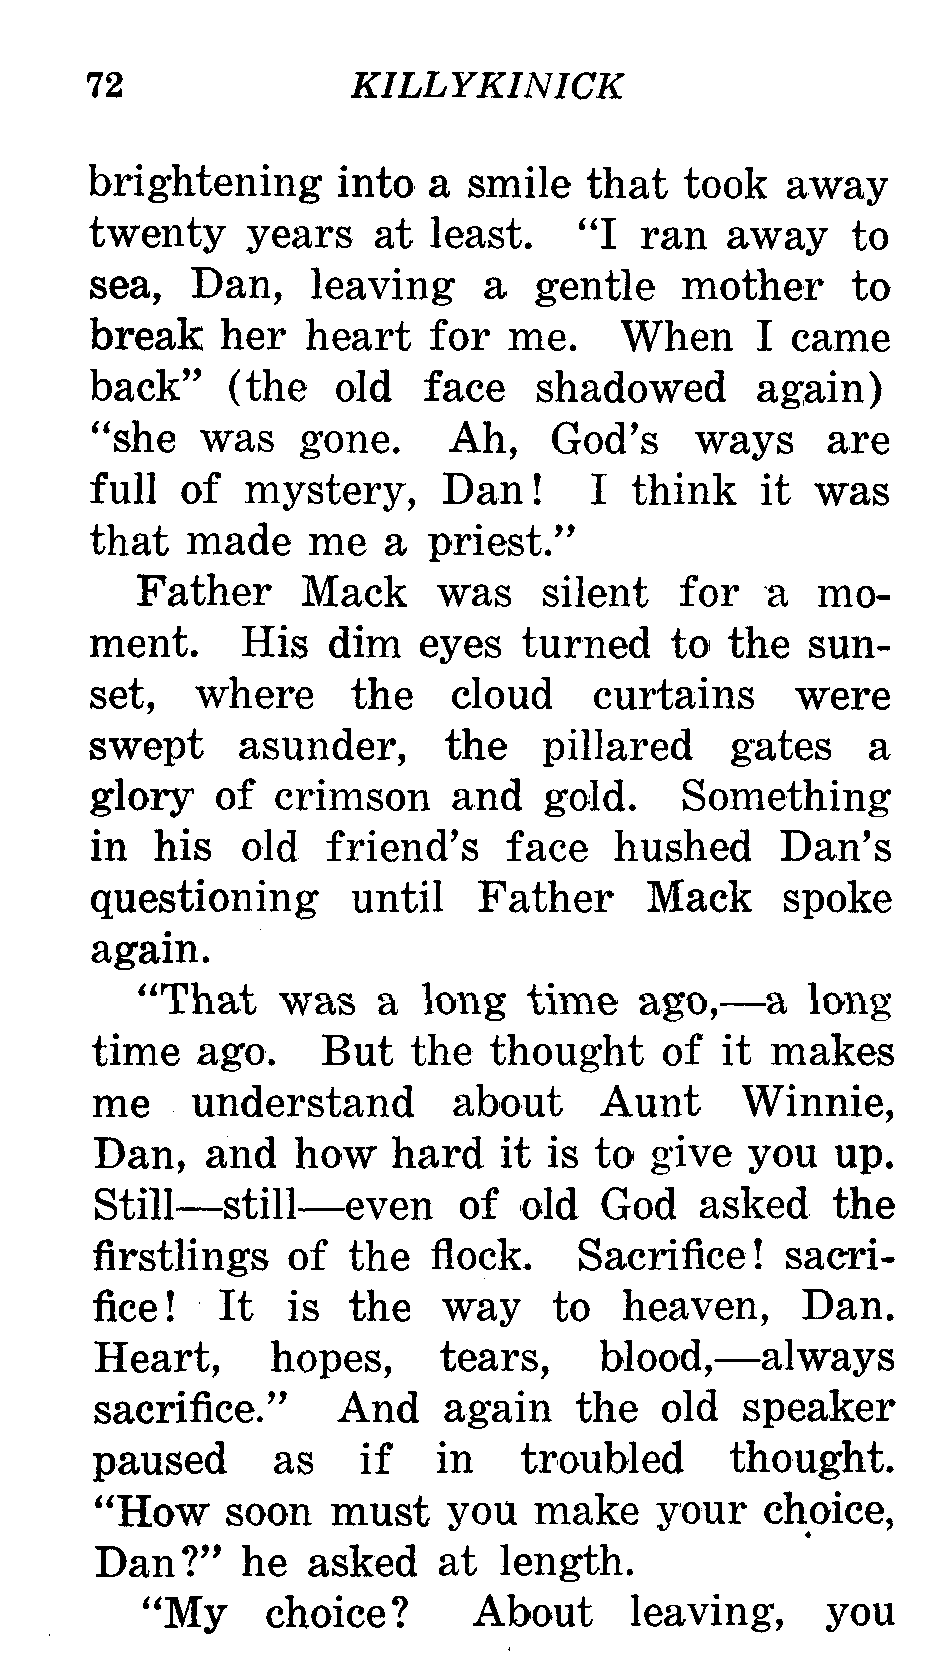 72 KILLYKINICK
brightening into a smile that took away
twenty years at least. “I ran away to
sea, Dan, leaving a gentle mother to
break her heart for me. When I came
back” (the old face shadowed again)
“she was gone. Ah, God’s ways are
full of mystery, Dan! I think it was
that made me a priest.”
Father Mack was silent for a mo-
ment. His dim eyes turned to the sun-
set, where the cloud curtains were
swept asunder, the pillared gates a
glory of crimson and gold. Something
in his old friend’s face hushed Dan’s
questioning until Father Mack spoke
again.
“That was a long time ago,—a long
time ago. But the thought of it makes
me understand about Aunt Winnie,
Dan, and how hard it is to give you up.
Still—still—even of old God asked the
firstlings of the flock. Sacrifice! sacri-
fice! It is the way to heaven, Dan.
Heart, hopes, tears, blood,—always
sacrifice.” And again the old speaker
paused as if in troubled thought.
“How soon must you make your choice,
Dan?” he asked at length.
“My choice? About leaving, you